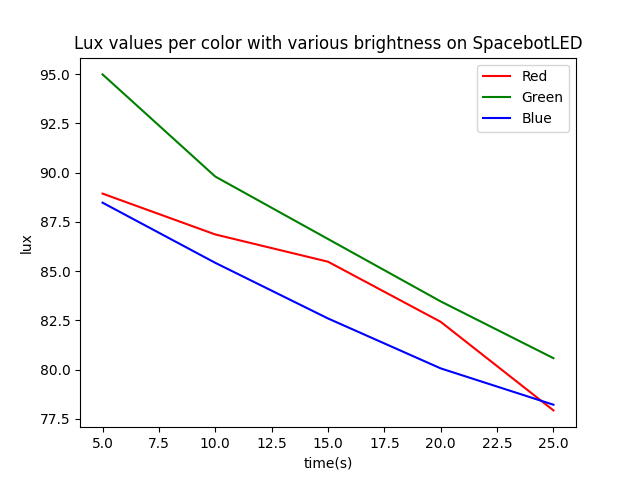 Lux values per color with various brightness on SpacebotLED
Red
Green
Blue
95.0
92.5
90.0
87.5
85.0
82.5
80.0
77.5
lux
5.0 7.5 10.0 12.5 15.0 17.5 20.0 22.5 25.0
time(s)